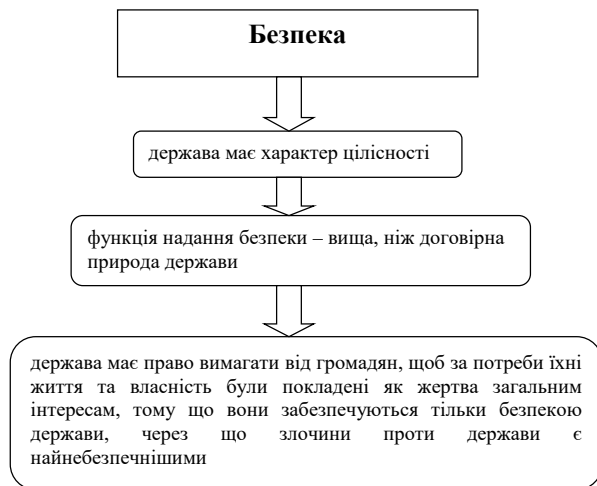 Безпека
держава має характер цілісності
функція надання безпеки – вища, ніж договірна
природа держави
держава має право вимагати від громадян, щоб за потреби їхні
життя та власність були покладені як жертва загальним
інтересам, тому що вони забезпечуються тільки безпекою
держави, через що злочини проти держави є
найнебезпечнішими